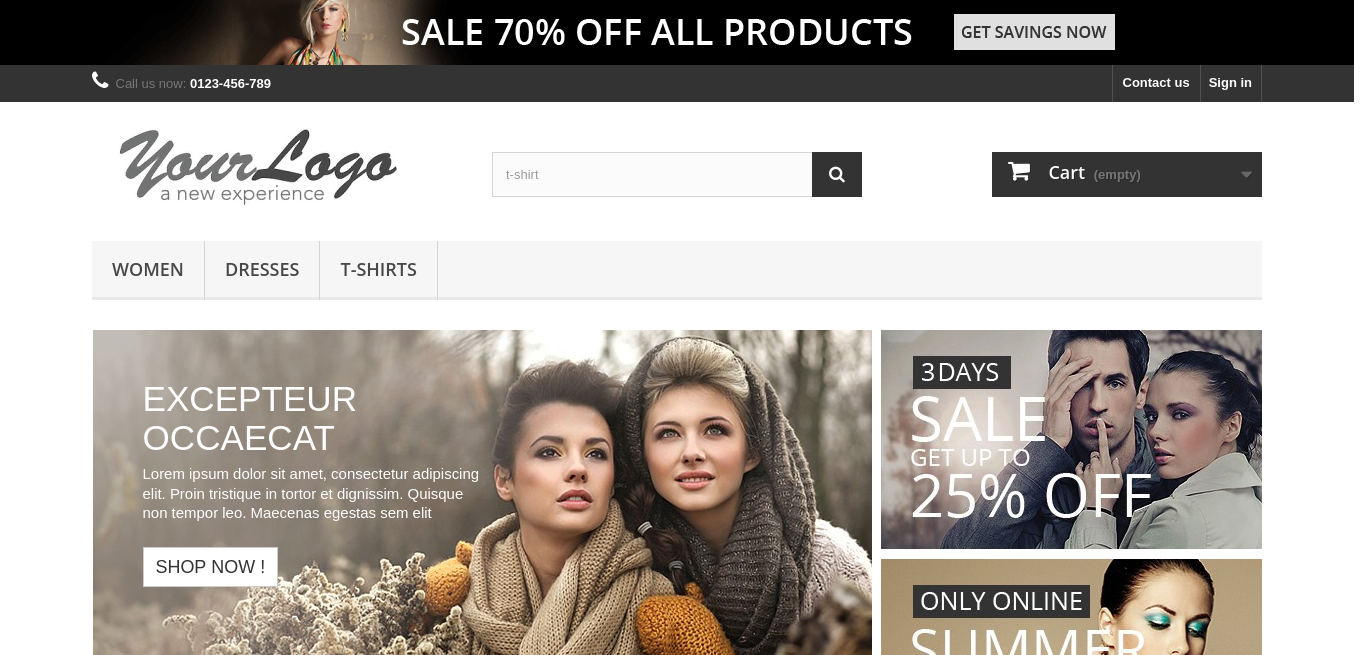 SALE 70% OFF ALL PRODUCTS GET SAVINGS NOW
Call us now: 0123-456-789 Contact us Sign in
YourLogo
a new experience
t-shirt
Cart (empty)
WOMEN DRESSES T-SHIRTS
EXCEPTEUR
OCCAECAT
Lorem ipsum dolor sit amet, consectetur adipiscing
elit. Proin tristique in tortor et dignissim. Quisque
non tempor leo. Maecenas egestas sem elit
SHOP NOW !
3 DAYS
SALE
GET UP TO
25% OFF
ONLY ONLINE
SUMMER